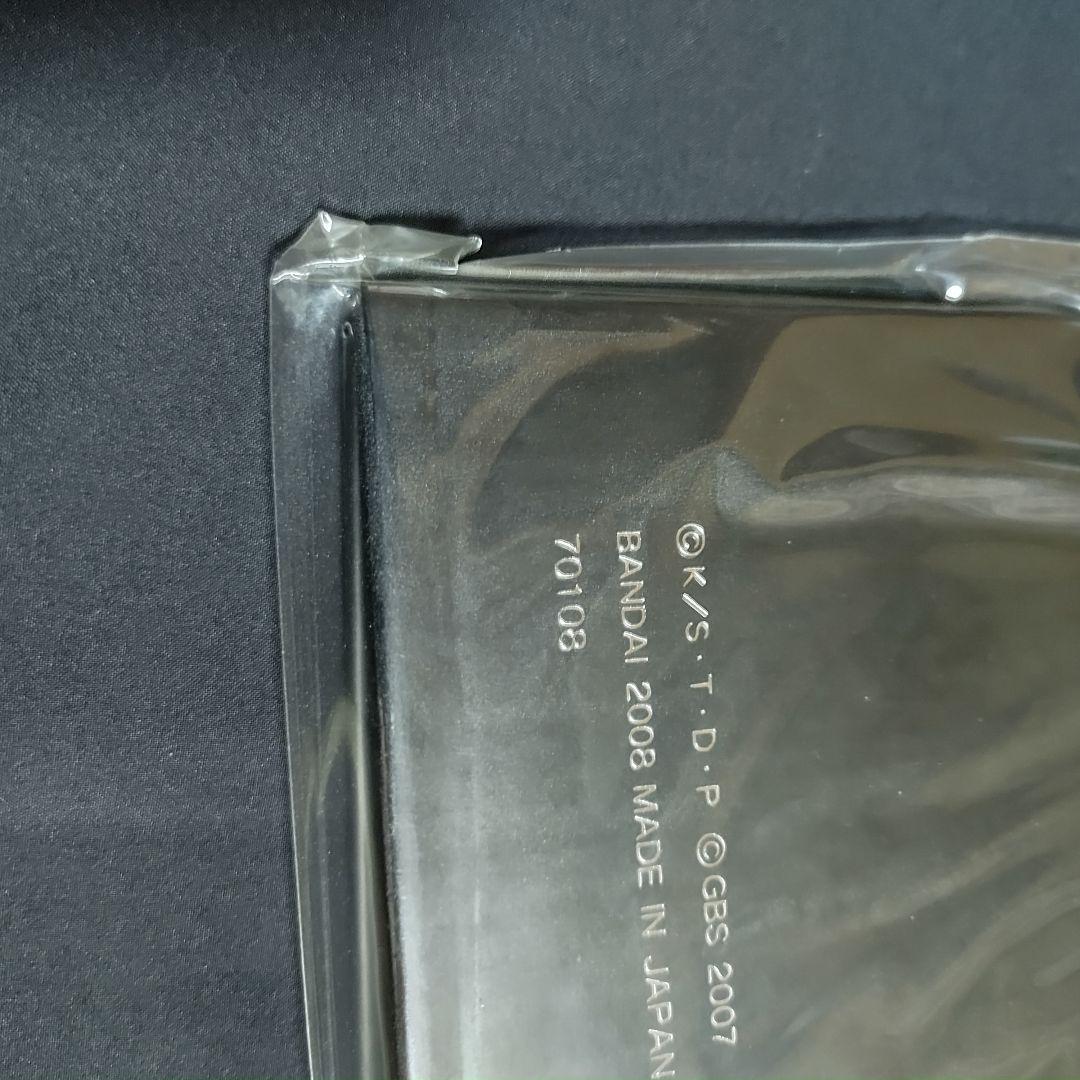 ©K/S・T・D・P ©GBS 2007
BANDAI 2008 MADE IN JAPAN
70108